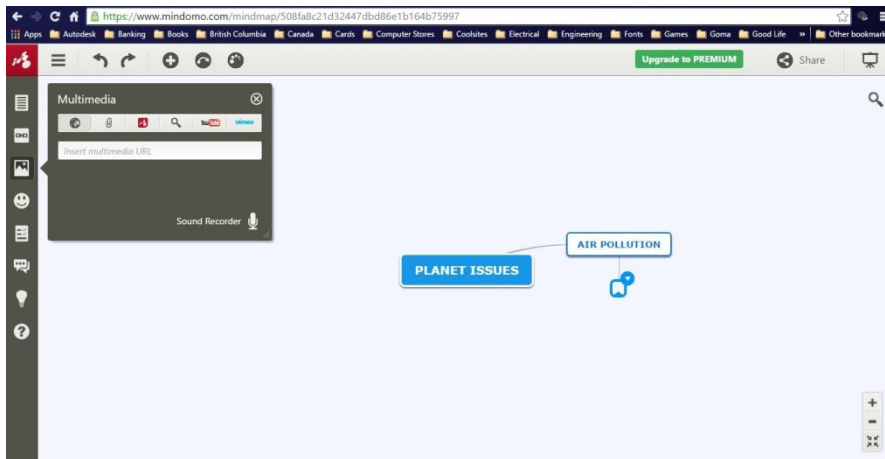 https://www.mindomo.com/mindmap/508fa8c21d32447dbd86e1b164b75997
Apps Autodesk Banking Books British Columbia Canada Cards Computer Stores Coolsites Electrical Engineering Fonts Games Goma Good Life » Other bookmark
Upgrade to PREMIUM Share
Multimedia
YouTube vimeo
Insert multimedia URL
Sound Recorder
AIR POLLUTION
PLANET ISSUES